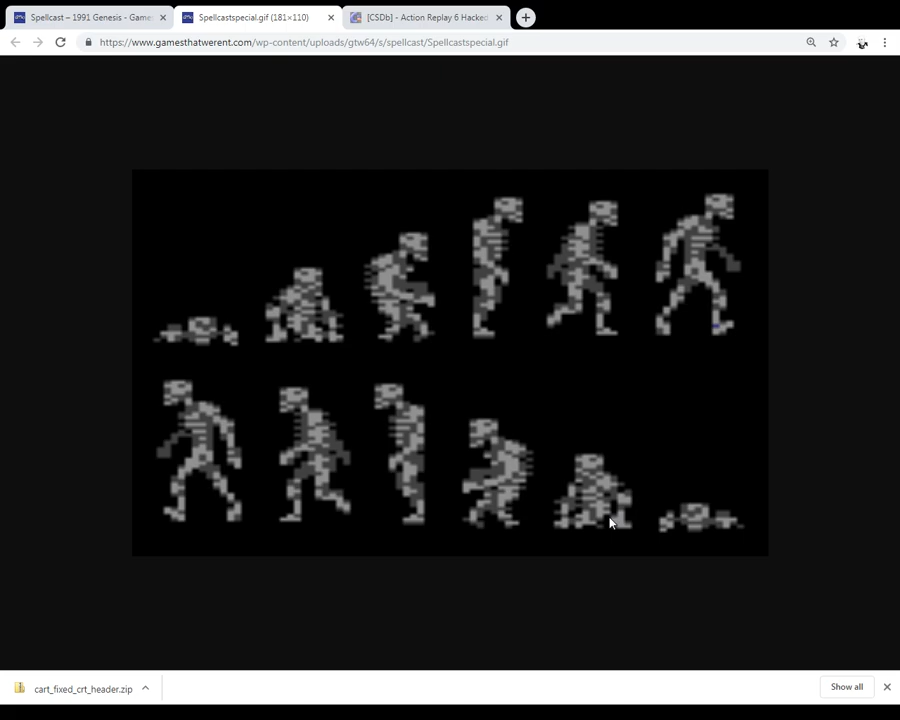 Spellcast – 1991 Genesis - Game
Spellcastspecial.gif (181×110)
[CSDb] - Action Replay 6 Hacked
https://www.gamesthatwerent.com/wp-content/uploads/gtw64/s/spellcast/Spellcastspecial.gif
cart_fixed_crt_header.zip
Show all